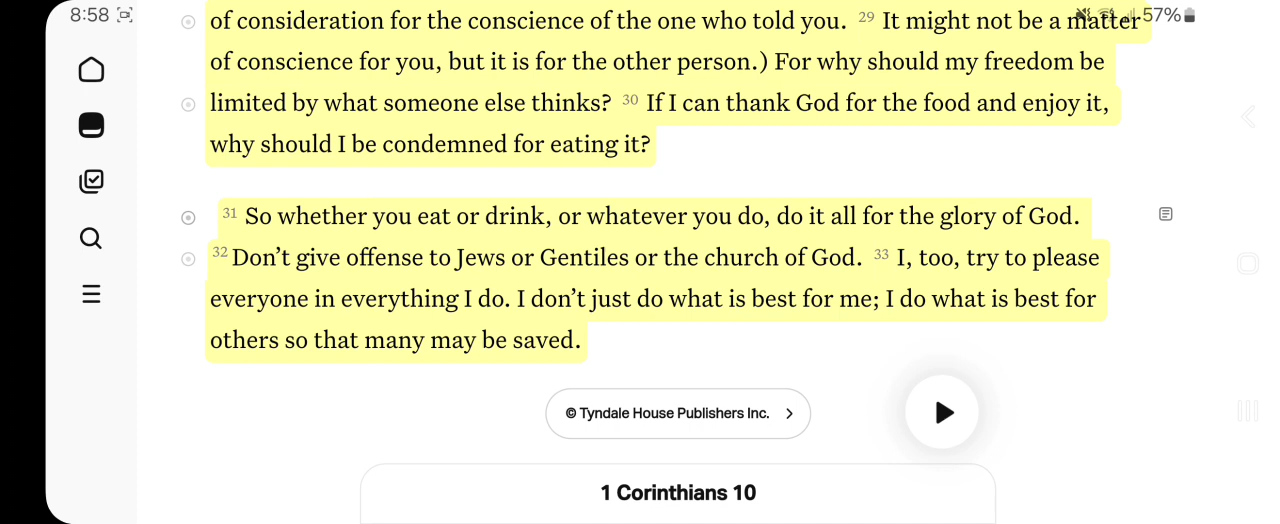 8:58
57%
of consideration for the conscience of the one who told you. 29 It might not be a matter
of conscience for you, but it is for the other person.) For why should my freedom be
limited by what someone else thinks? 30 If I can thank God for the food and enjoy it,
why should I be condemned for eating it?
31 So whether you eat or drink, or whatever you do, do it all for the glory of God.
32 Don’t give offense to Jews or Gentiles or the church of God. 33 I, too, try to please
everyone in everything I do. I don’t just do what is best for me; I do what is best for
others so that many may be saved.
© Tyndale House Publishers Inc.
1 Corinthians 10